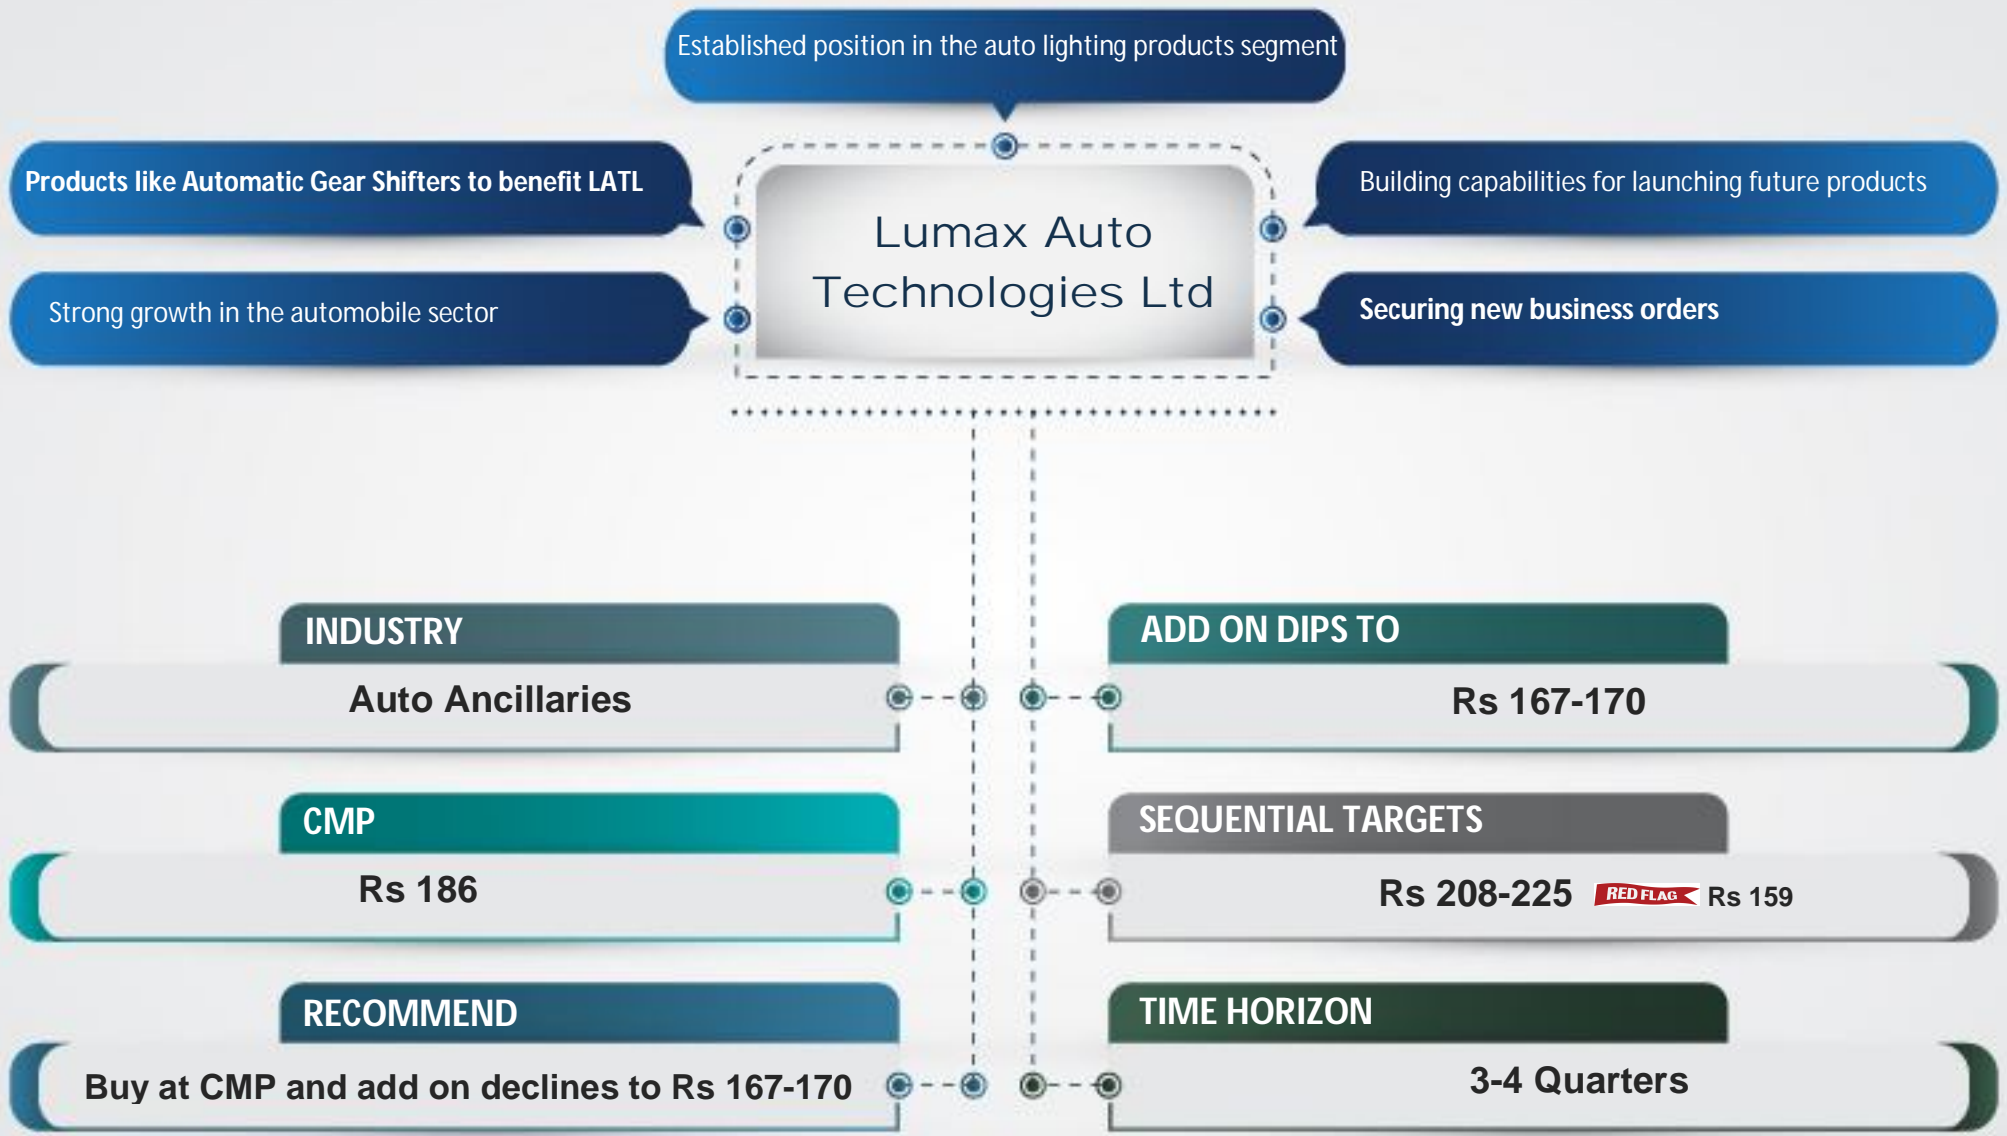 Established position in the auto lighting products segment
Products like Automatic Gear Shifters to benefit LATL
Building capabilities for launching future products
Lumax Auto
Technologies Ltd
Strong growth in the automobile sector
Securing new business orders
INDUSTRY
Auto Ancillaries
ADD ON DIPS TO
Rs 167-170
CMP
Rs 186
SEQUENTIAL TARGETS
Rs 208-225 RED FLAG Rs 159
RECOMMEND
Buy at CMP and add on declines to Rs 167-170
TIME HORIZON
3-4 Quarters